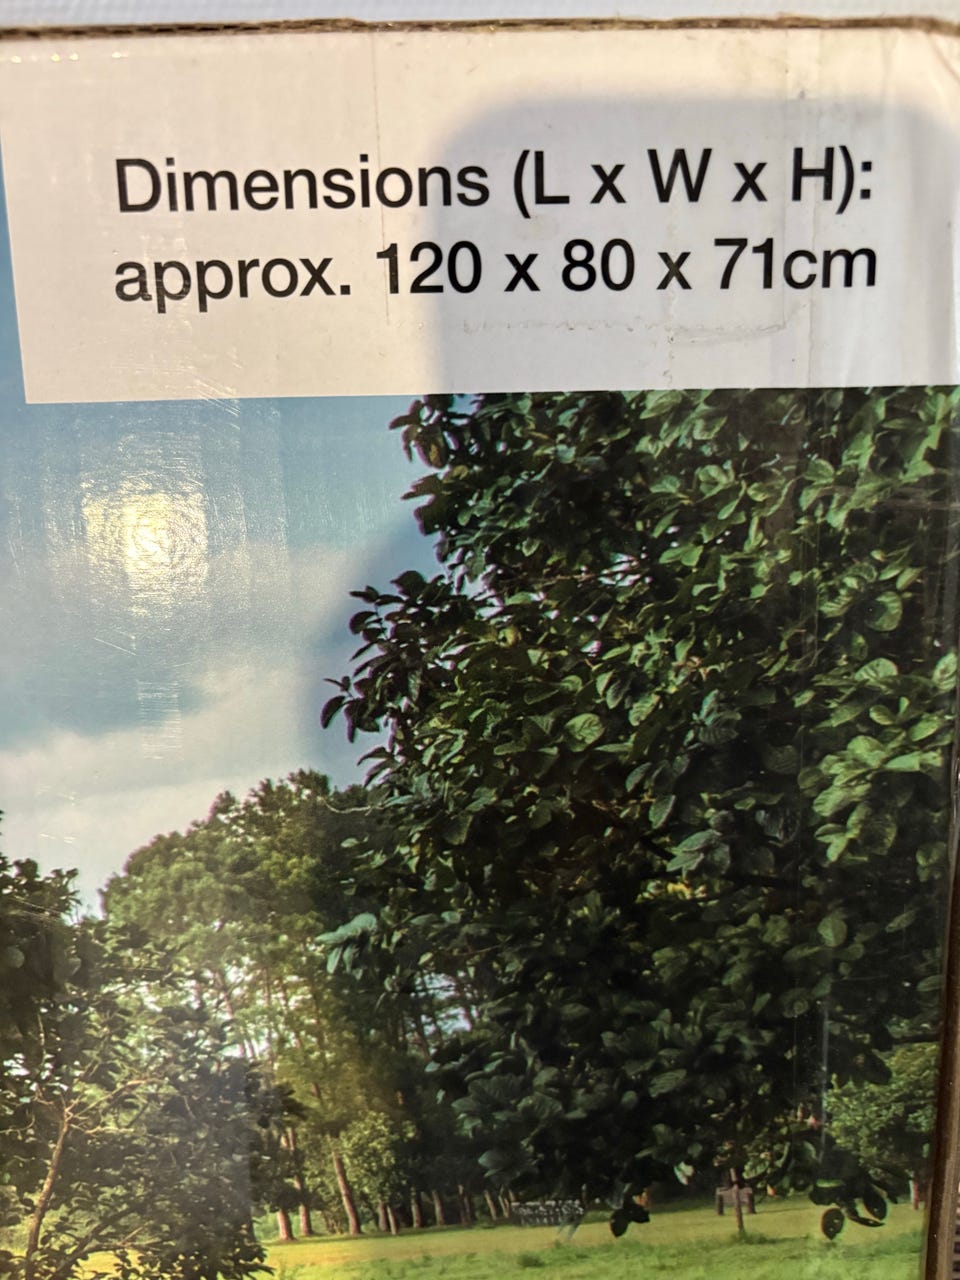 Dimensions (L x W x H):
approx. 120 x 80 x 71cm